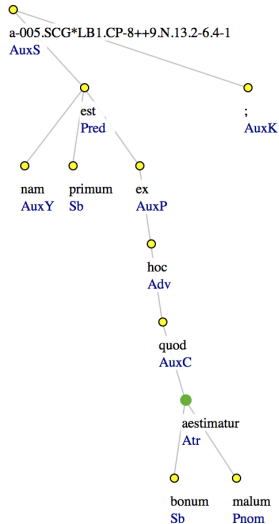 a-005.SCG*LB1.CP-8++9.N.13.2-6.4-1
AuxS
est ;
Pred AuxK
nam primum ex
AuxY Sb AuxP
hoc
Adv
quod
AuxC
aestimatur
Atr
bonum malum
Sb Pnom